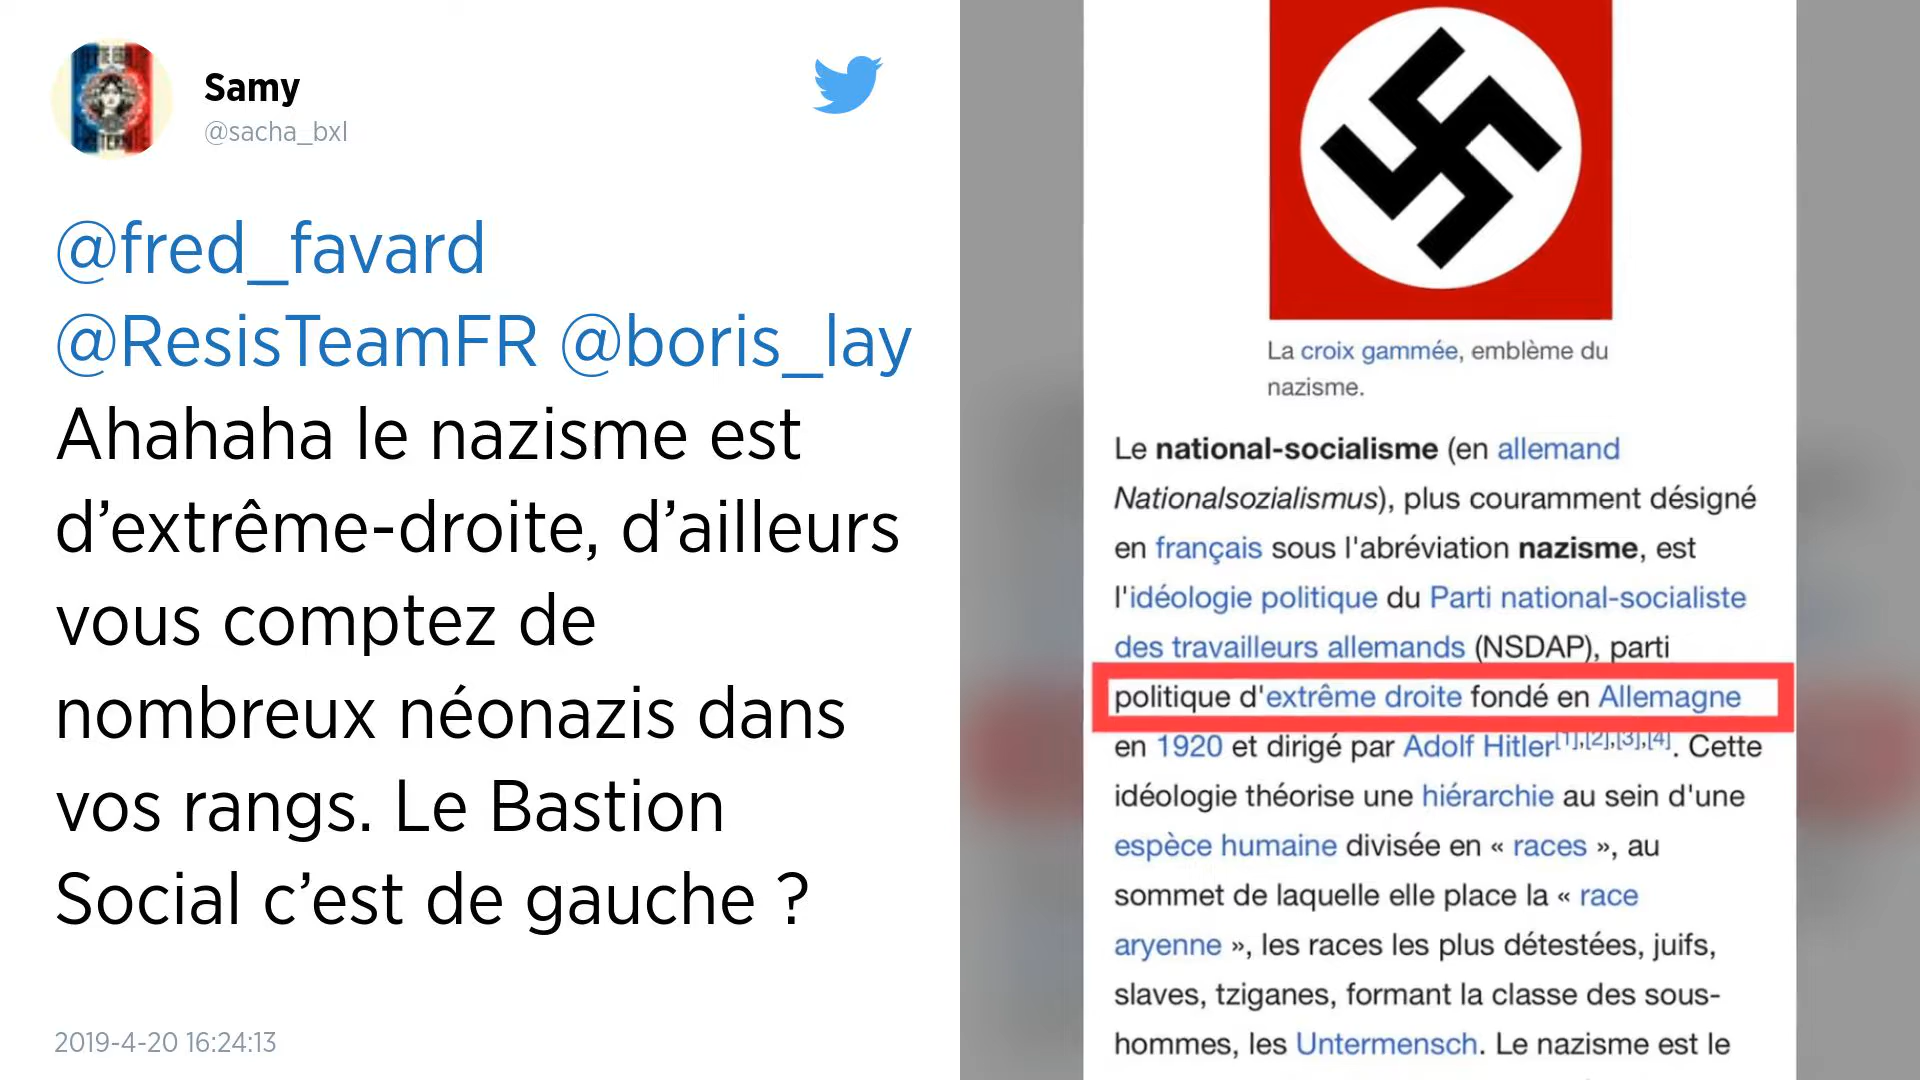 Samy
@sacha_bxl
@fred_favard
@ResisTeamFR @boris_lay
Ahahaha le nazisme est
d’extrême-droite, d’ailleurs
vous comptez de
nombreux néonazis dans
vos rangs. Le Bastion
Social c’est de gauche ?
2019-4-20 16:24:13
La croix gammée, emblème du
nazisme.
Le national-socialisme (en allemand
Nationalsozialismus), plus couramment désigné
en français sous l'abréviation nazisme, est
l'idéologie politique du Parti national-socialiste
des travailleurs allemands (NSDAP), parti
politique d'extrême droite fondé en Allemagne
en 1920 et dirigé par Adolf Hitler[1],[2],[3],[4]. Cette
idéologie théorise une hiérarchie au sein d'une
espèce humaine divisée en « races », au
sommet de laquelle elle place la « race
aryenne », les races les plus détestées, juifs,
slaves, tziganes, formant la classe des sous-
hommes, les Untermensch. Le nazisme est le